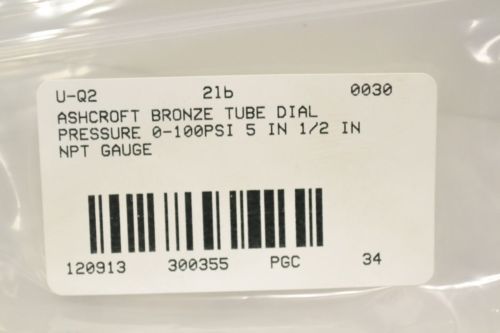 U-Q2 2lb 0030
ASHCROFT BRONZE TUBE DIAL
PRESSURE 0-100PSI 5 IN 1/2 IN
NPT GAUGE
120913 300355 PGC 34